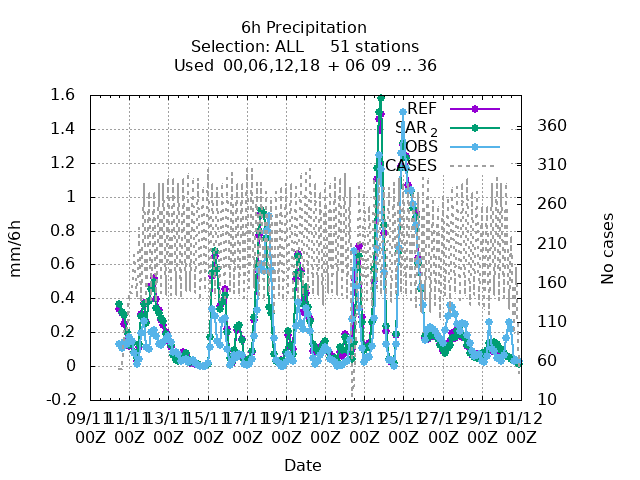 6h Precipitation
Selection: ALL 51 stations
Used 00,06,12,18 + 06 09 ... 36
1.6
1.4
1.2
1
0.8
0.6
0.4
0.2
0
-0.2
mm/6h
REF
SAR 2
OBS
CASES
360
310
260
210
160
110
60
10
No cases
09/11 11/11 13/11 15/11 17/11 19/11 21/11 23/11 25/11 27/11 29/11 01/12
00Z 00Z 00Z 00Z 00Z 00Z 00Z 00Z 00Z 00Z 00Z 00Z
Date